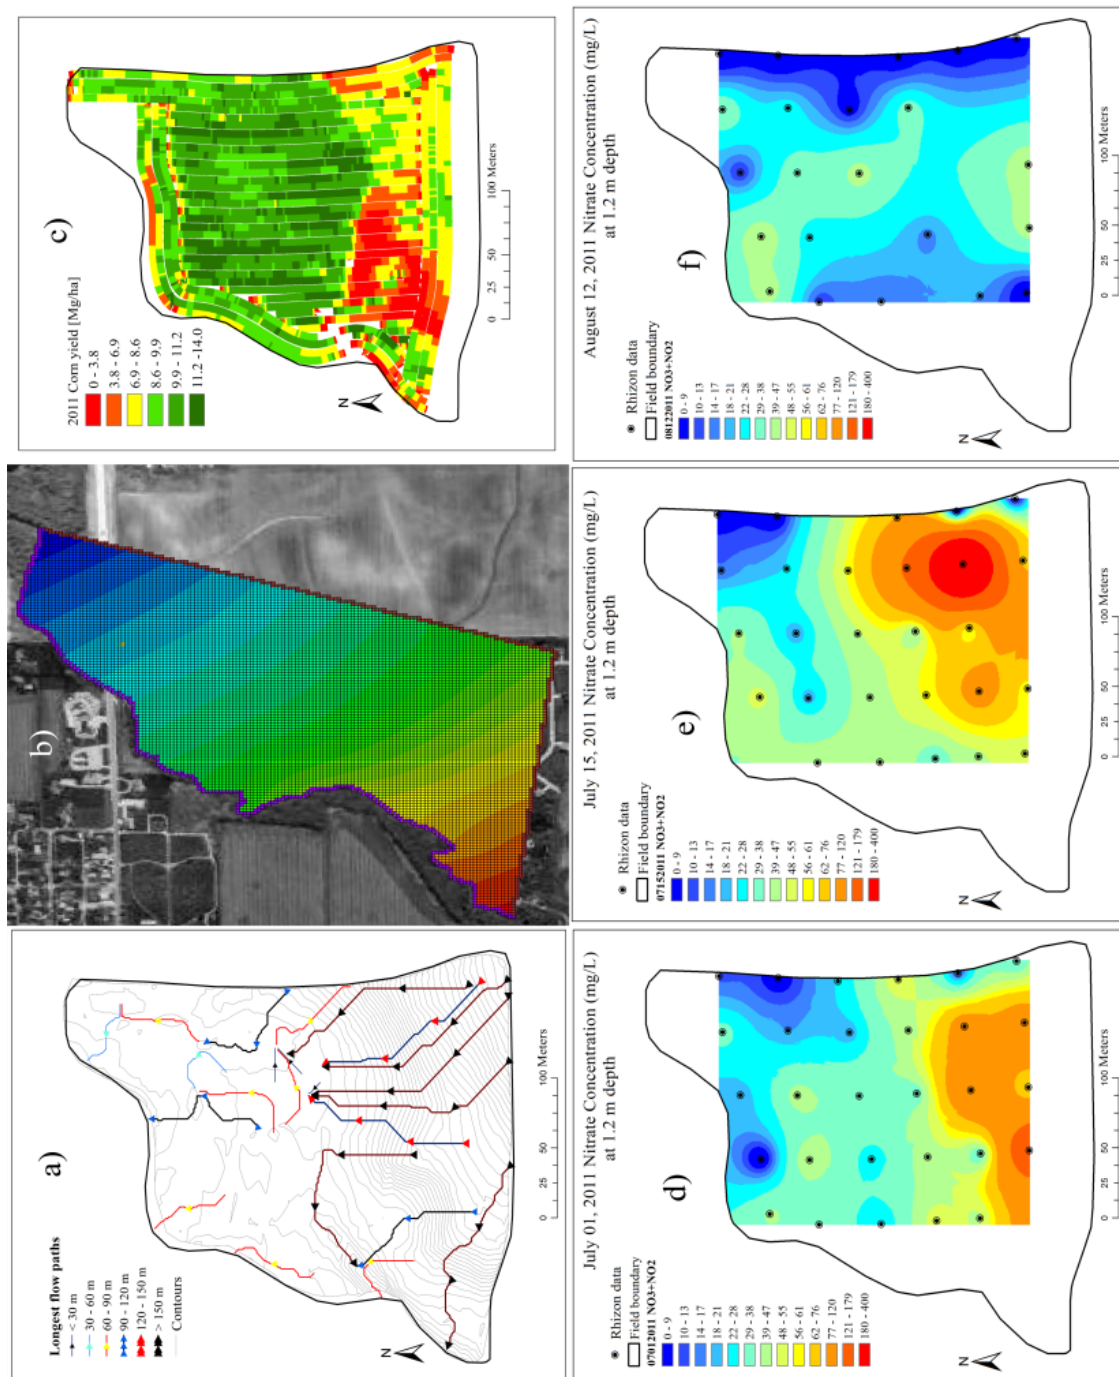 a)
Longest flow paths
< 30 m
30 - 60 m
60 - 90 m
90 - 120 m
120 - 150 m
> 150 m
Contours
N
0 25 50 100 Meters
b)
c)
2011 Corn yield [Mg/ha]
0 - 3.8
3.8 - 6.9
6.9 - 8.6
8.6 - 9.9
9.9 - 11.2
11.2 -14.0
N
0 25 50 100 Meters
July 01, 2011 Nitrate Concentration (mg/L)
at 1.2 m depth
d)
Rhizon data
Field boundary
07012011 NO3+NO2
0 - 9
10 - 13
14 - 17
18 - 21
22 - 28
29 - 38
39 - 47
48 - 55
56 - 61
62 - 76
77 - 120
121 - 179
180 - 400
N
0 25 50 100 Meters
July 15, 2011 Nitrate Concentration (mg/L)
at 1.2 m depth
e)
Rhizon data
Field boundary
07152011 NO3+NO2
0 - 9
10 - 13
14 - 17
18 - 21
22 - 28
29 - 38
39 - 47
48 - 55
56 - 61
62 - 76
77 - 120
121 - 179
180 - 400
N
0 25 50 100 Meters
August 12, 2011 Nitrate Concentration (mg/L)
at 1.2 m depth
f)
Rhizon data
Field boundary
08122011 NO3+NO2
0 - 9
10 - 13
14 - 17
18 - 21
22 - 28
29 - 38
39 - 47
48 - 55
56 - 61
62 - 76
77 - 120
121 - 179
180 - 400
N
0 25 50 100 Meters